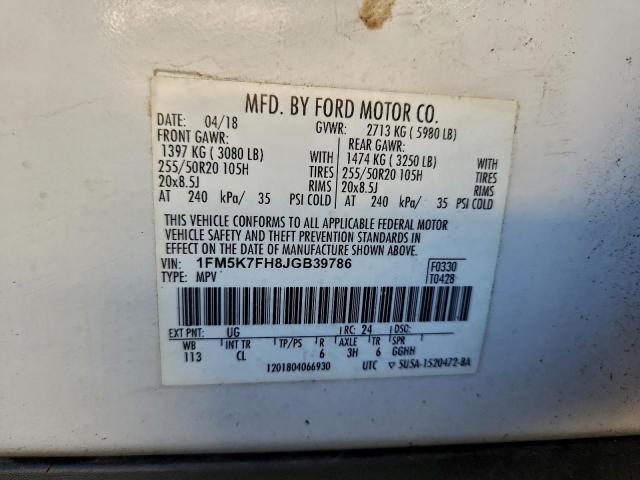 MFD. BY FORD MOTOR CO.
DATE: 04/18 GVWR: 2713 KG ( 5980 LB)
FRONT GAWR: REAR GAWR:
1397 KG ( 3080 LB) WITH 1474 KG ( 3250 LB) WITH
255/50R20 105H TIRES 255/50R20 105H TIRES
20x8.5J RIMS 20x8.5J RIMS
AT 240 kPa/ 35 PSI COLD AT 240 kPa/ 35 PSI COLD
THIS VEHICLE CONFORMS TO ALL APPLICABLE FEDERAL MOTOR
VEHICLE SAFETY AND THEFT PREVENTION STANDARDS IN
EFFECT ON THE DATE OF MANUFACTURE SHOWN ABOVE.
VIN: 1FM5K7FH8JGB39786 F0330
TYPE: MPV T0428
EXT PNT: UG RC: 24 DSC:
WB INT TR TP/PS R AXLE TR SPR
113 CL 6 3H 6 GGHH
1201804066930 UTC ▽ 5U5A-1520472-BA